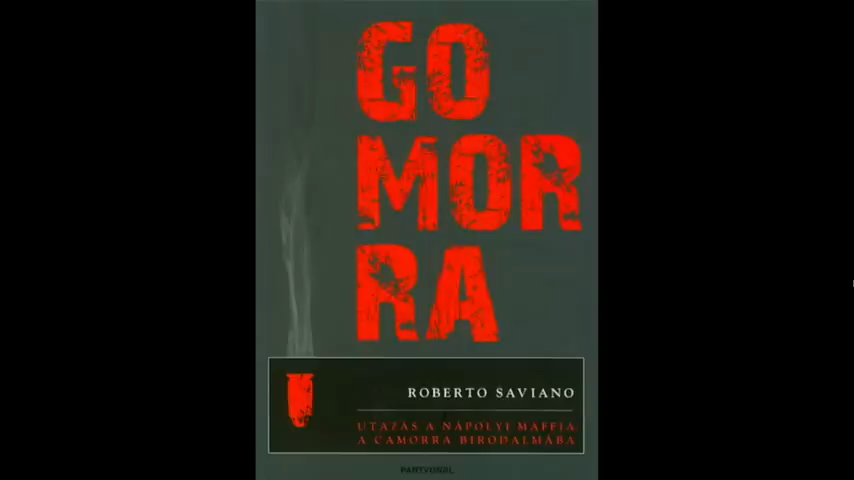 GO
MOR
RA
ROBERTO SAVIANO
UTAZÁS A NÁPOLYI MAFFIA,
A CAMORRA BIRODALMÁBA
PARTVONAL